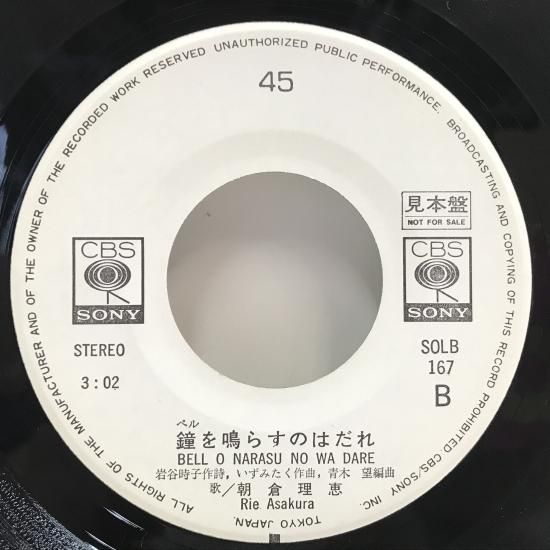 ALL RIGHTS OF THE MANUFACTURER AND OF THE OWNER OF THE RECORDED WORK RESERVED UNAUTHORIZED PUBLIC PERFORMANCE. BROADCASTING AND COPYING OF THIS RECORD PROHIBITED CBS/SONY INC. TOKYO JAPAN.
45
見本盤
NOT FOR SALE
CBS
SONY
CBS
SONY
STEREO
3:02
SOLB
167
B
ベル
鐘を鳴らすのはだれ
BELL O NARASU NO WA DARE
岩谷時子作詩,いずみたく作曲,青木 望編曲
歌/朝倉理恵
Rie Asakura